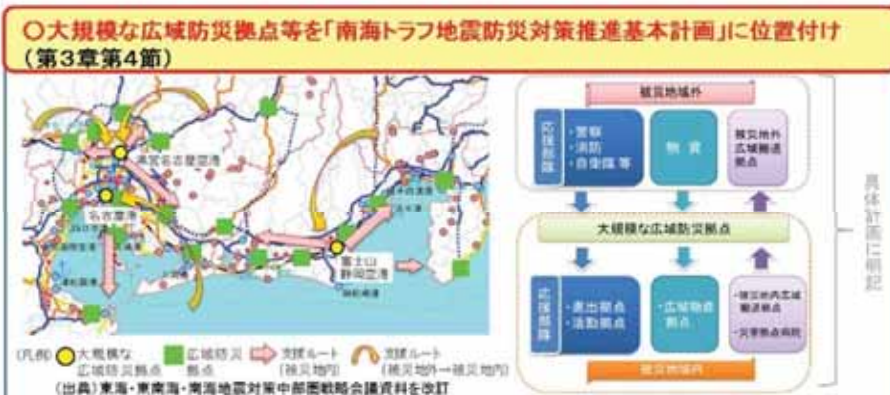 ○大規模な広域防災拠点等を「南海トラフ地震防災対策推進基本計画」に位置付け
(第3章第4節)
県営名古屋空港
名古屋港
富士山
静岡空港
御前崎港
(凡例)
大規模な
広域防災拠点
広域防災
拠点
支援ルート
(被災地内)
支援ルート
(被災地外→被災地内)
(出典)東海・東南海・南海地震対策中部圏戦略会議資料を改訂
被災地域外
応援部隊
・警察
・消防
・自衛隊 等
物資
被災地外
広域搬送
拠点
大規模な広域防災拠点
応援部隊
・進出拠点
・活動拠点
・広域物資
拠点
・被災地内広域
搬送拠点
・災害拠点病院
被災地域内
具体計画に明記